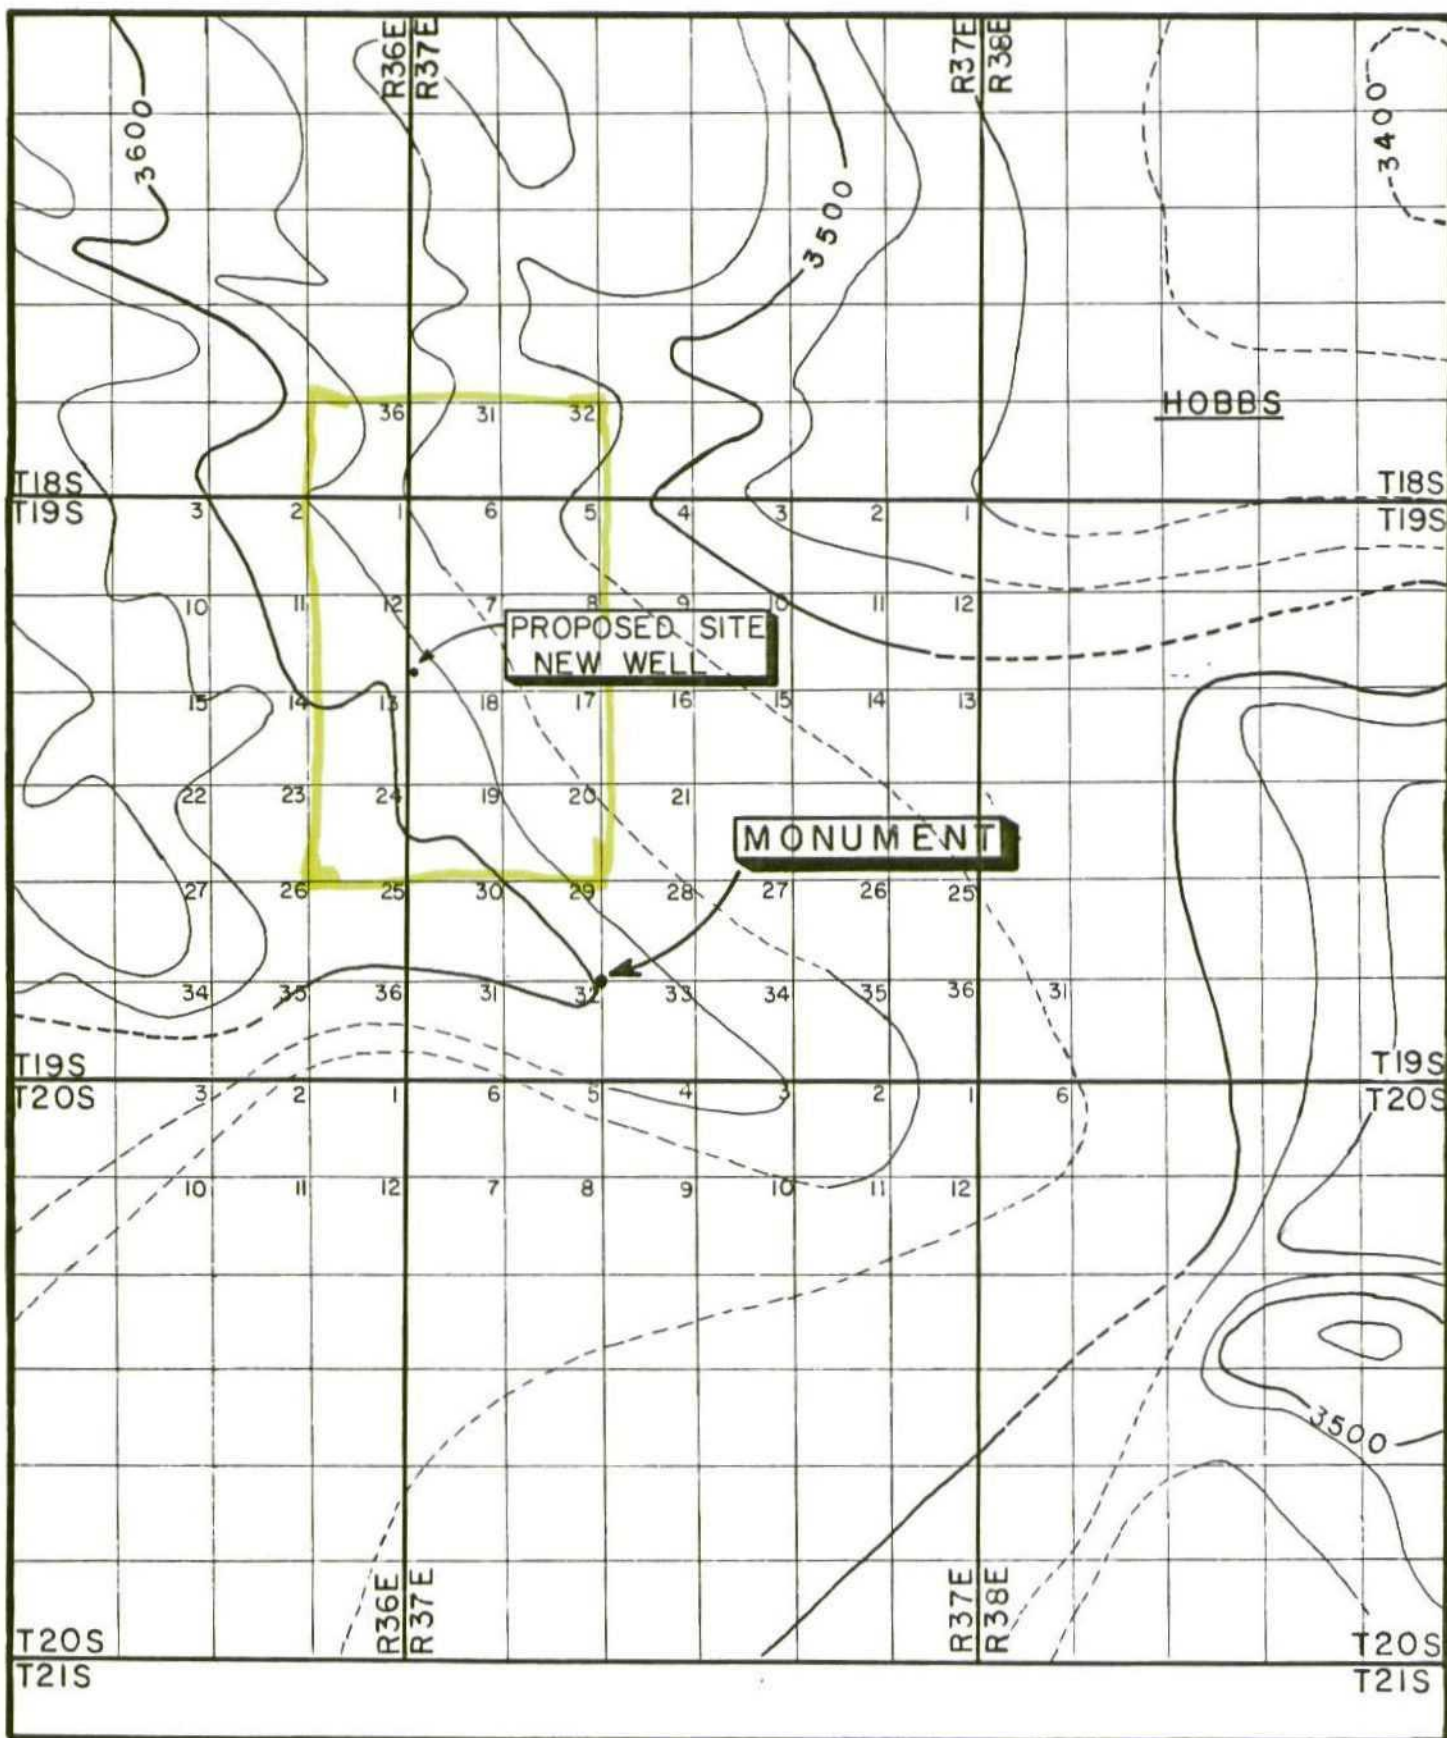 R36E
R37E
R37E
R38E
3600
3500
3400
36 31 32
HOBBS
T18S T18S
T19S T19S
3 2 1 6 5 4 3 2 1
10 11 12 7 8 9 10 11 12
PROPOSED SITE
NEW WELL
15 14 13 18 17 16 15 14 13
22 23 24 19 20 21
MONUMENT
27 26 25 30 29 28 27 26 25
34 35 36 31 32 33 34 35 36 31
T19S T19S
T20S T20S
3 2 1 6 5 4 3 2 1 6
10 11 12 7 8 9 10 11 12
3500
R36E
R37E
R37E
R38E
T20S T20S
T21S T21S